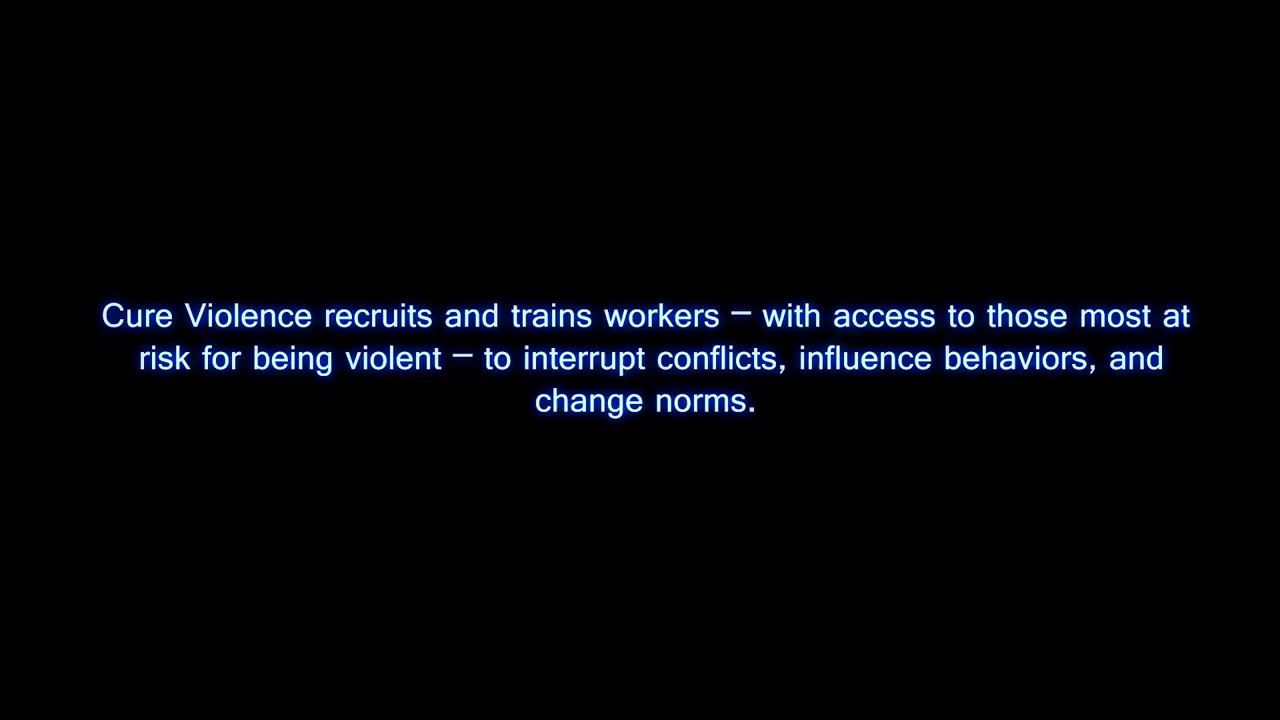 Cure Violence recruits and trains workers – with access to those most at
risk for being violent – to interrupt conflicts, influence behaviors, and
change norms.